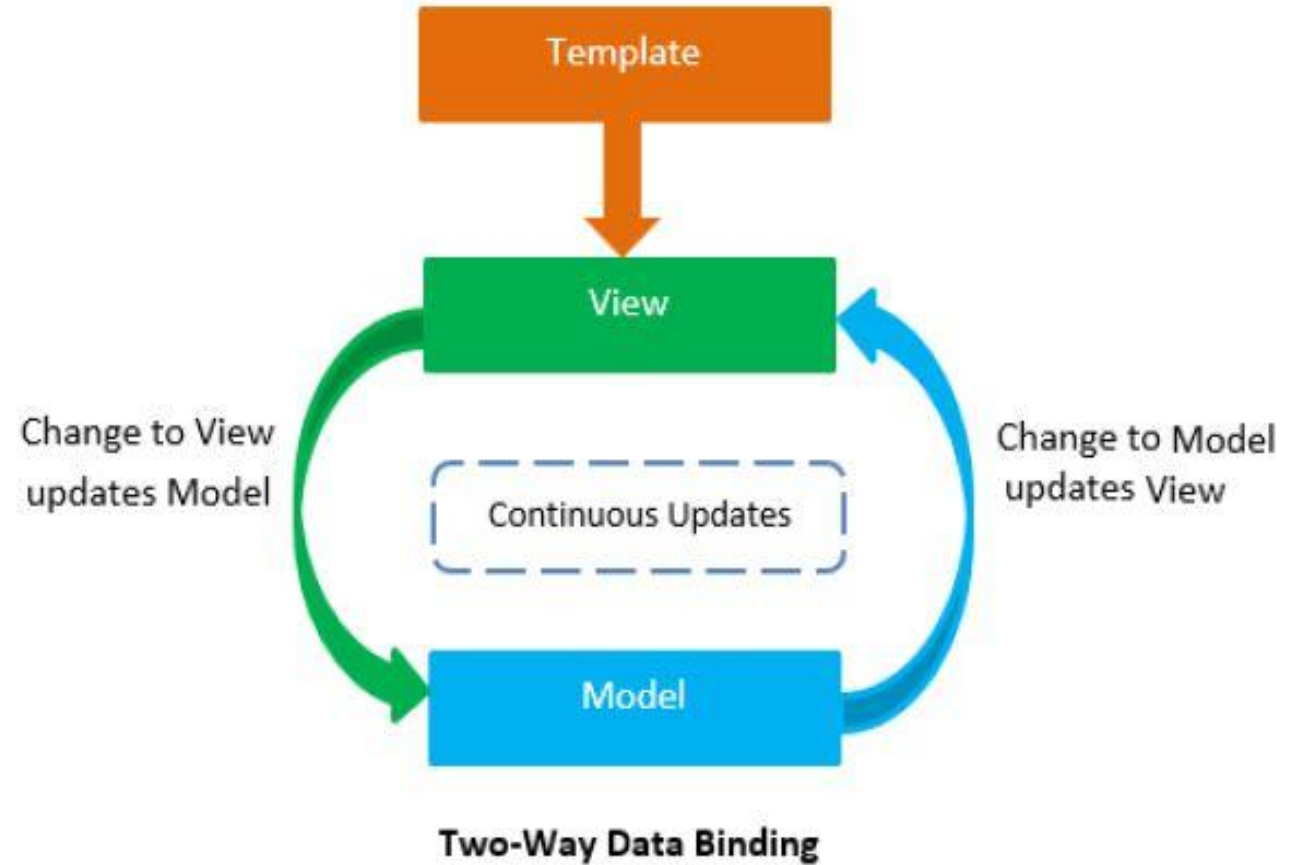 Template
View
Change to View
updates Model
Change to Model
updates View
Continuous Updates
Model
Two-Way Data Binding